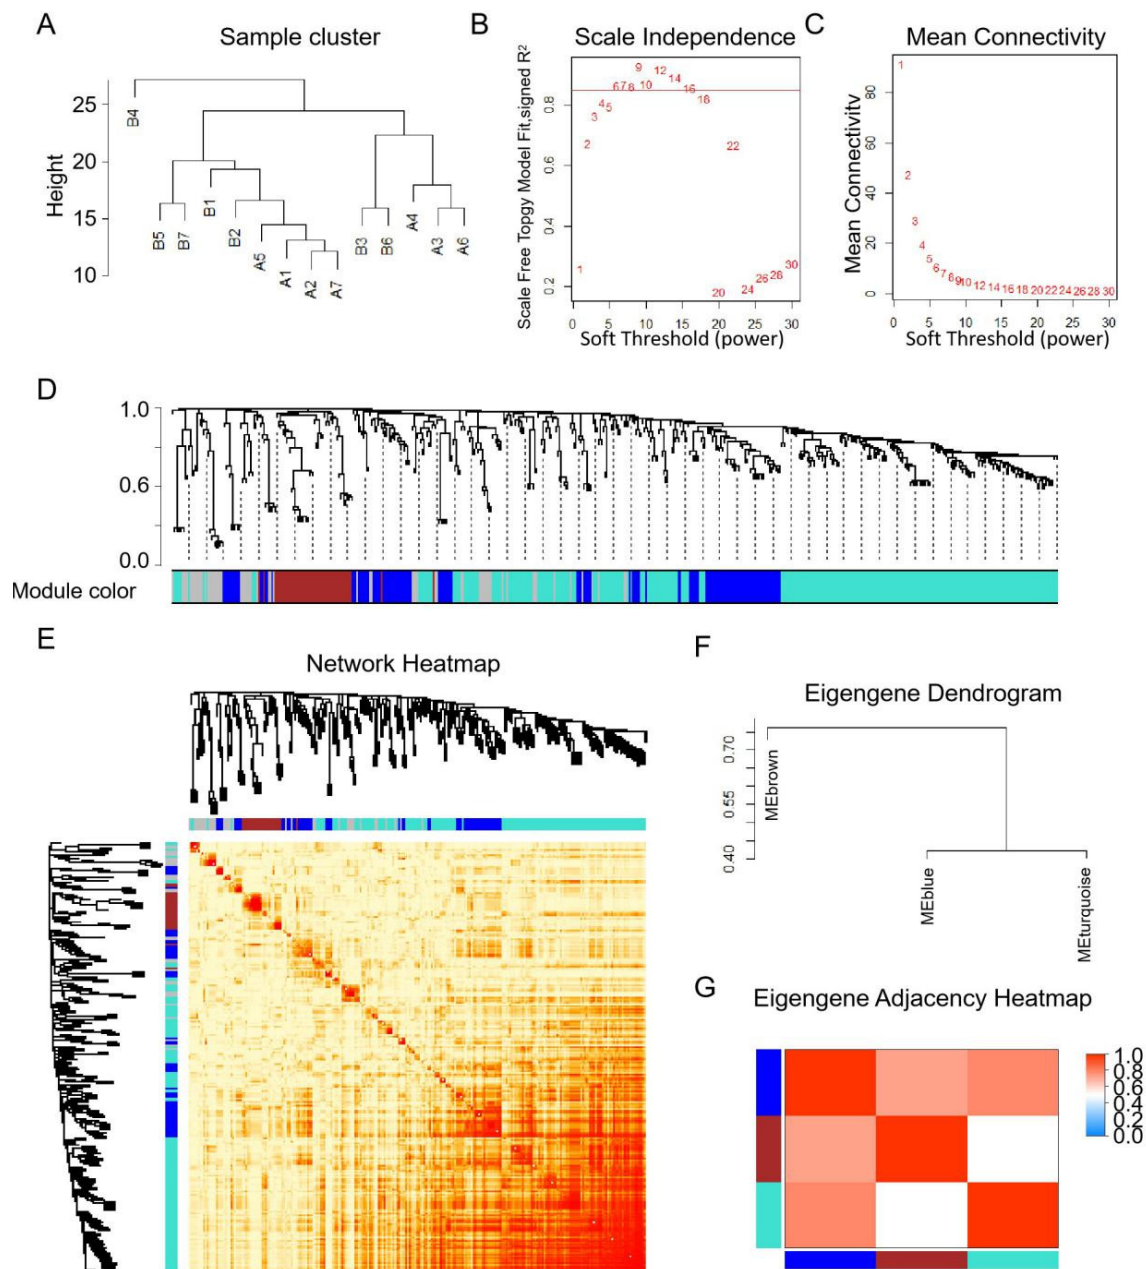 A
Sample cluster
Height
25
20
15
10
B4
B5
B7
B1
B2
A5
A1
A2
A7
B3
B6
A4
A3
A6
B
Scale Independence
Scale Free Topgy Model Fit,signed R²
0.8
0.6
0.4
0.2
1
2
3
4
5
6
7
8
9
10
12
14
16
18
20
22
24
26
28
30
0 5 10 15 20 25 30
Soft Threshold (power)
C
Mean Connectivity
Mean Connectivity
80
60
40
20
0
1
2
3
4
5
6
7
8
9
10
12
14
16
18
20
22
24
26
28
30
0 5 10 15 20 25 30
Soft Threshold (power)
D
1.0
0.6
0.0
Module color
E
Network Heatmap
F
Eigengene Dendrogram
0.70
0.55
0.40
MEbrown
MEblue
MEturquoise
G
Eigengene Adjacency Heatmap
1.0
0.8
0.6
0.4
0.2
0.0